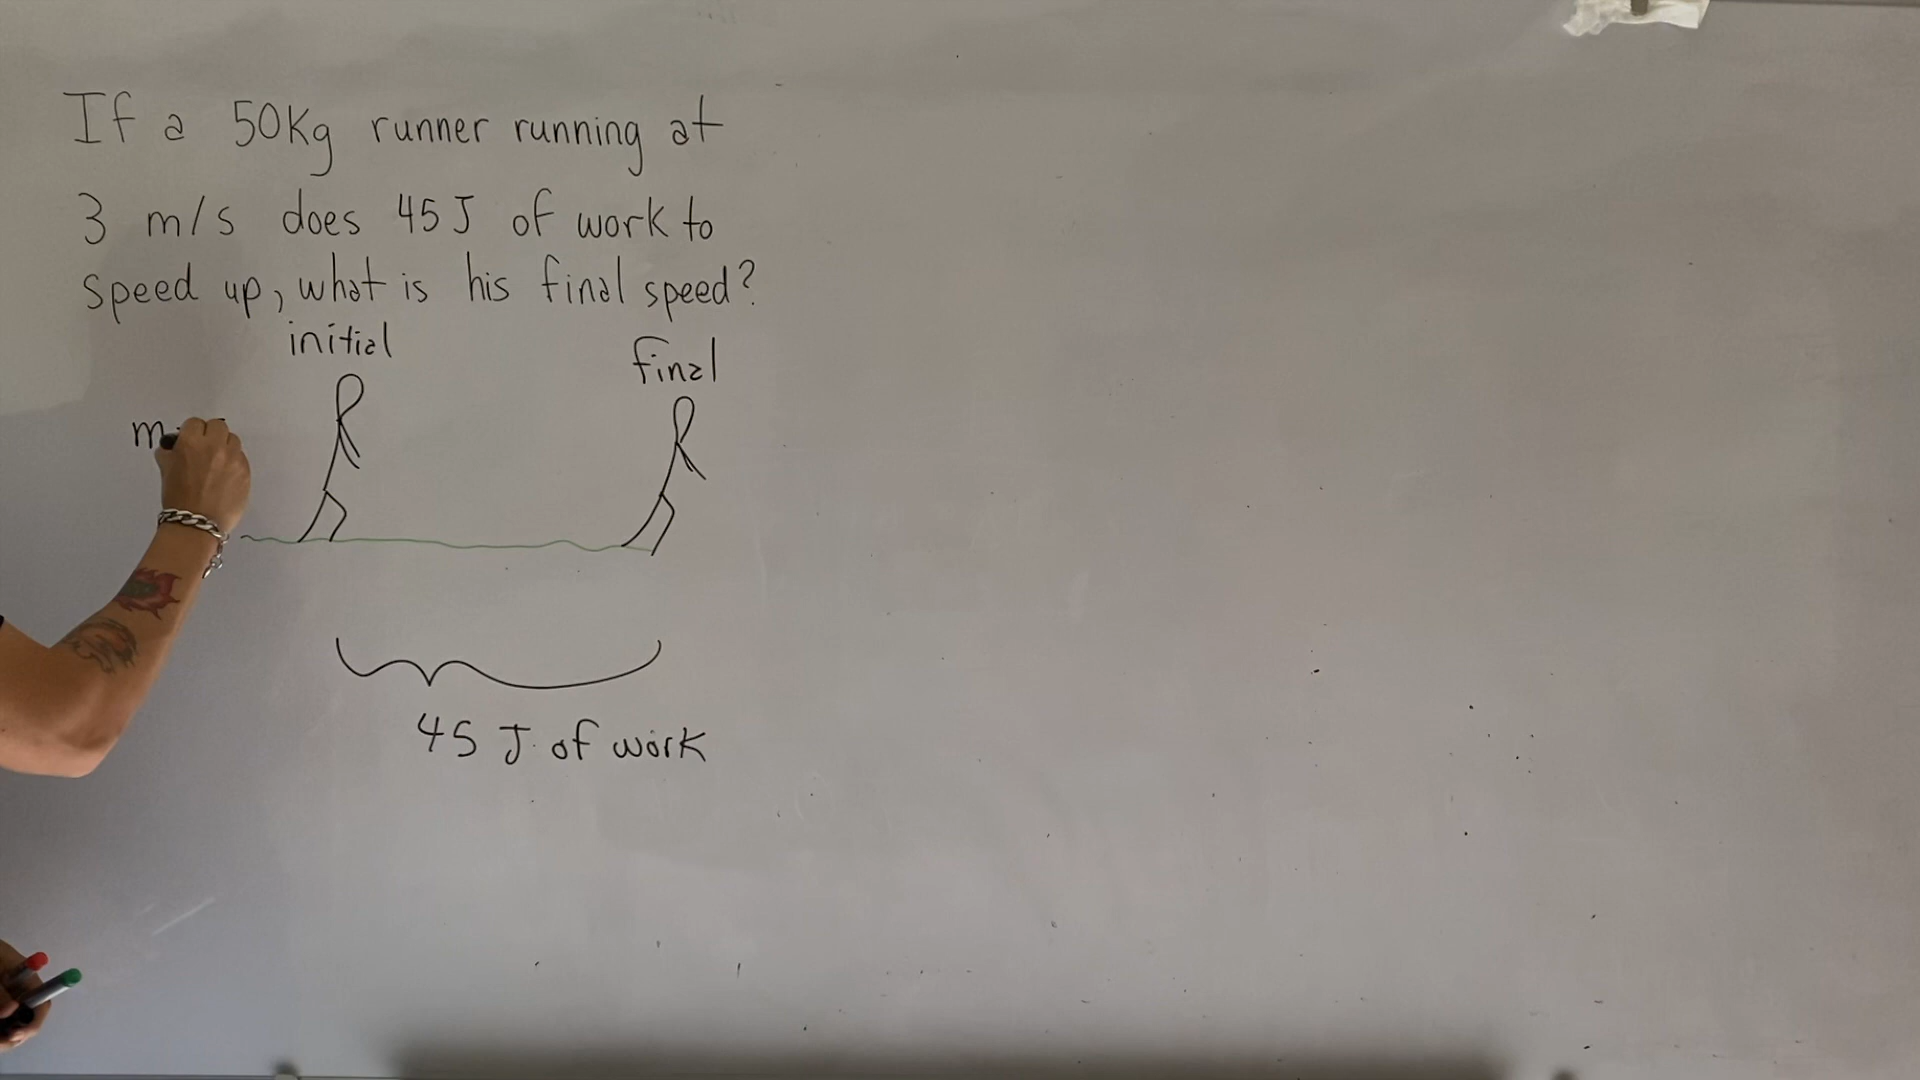 If a 50Kg runner running at
3 m/s does 45 J of work to
speed up, what is his final speed?
initial
final
m
45 J of work